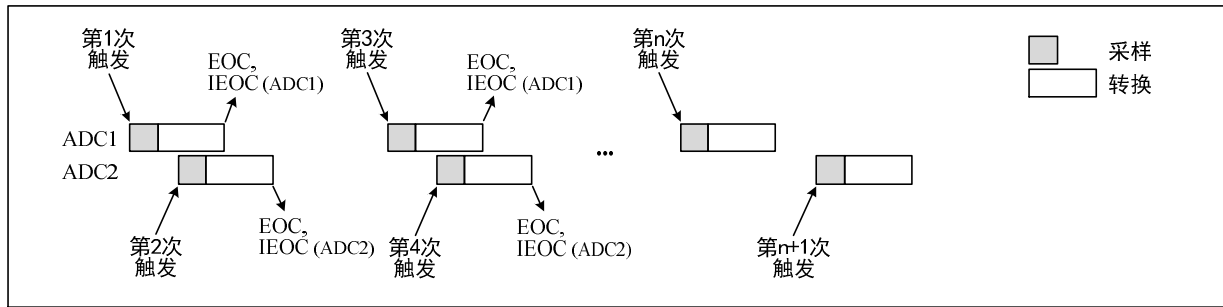 第1次
触发
EOC,
IEOC (ADC1)
第3次
触发
EOC,
IEOC (ADC1)
第n次
触发
采样
转换
ADC1
ADC2
...
第2次
触发
EOC,
IEOC (ADC2)
第4次
触发
EOC,
IEOC (ADC2)
第n+1次
触发